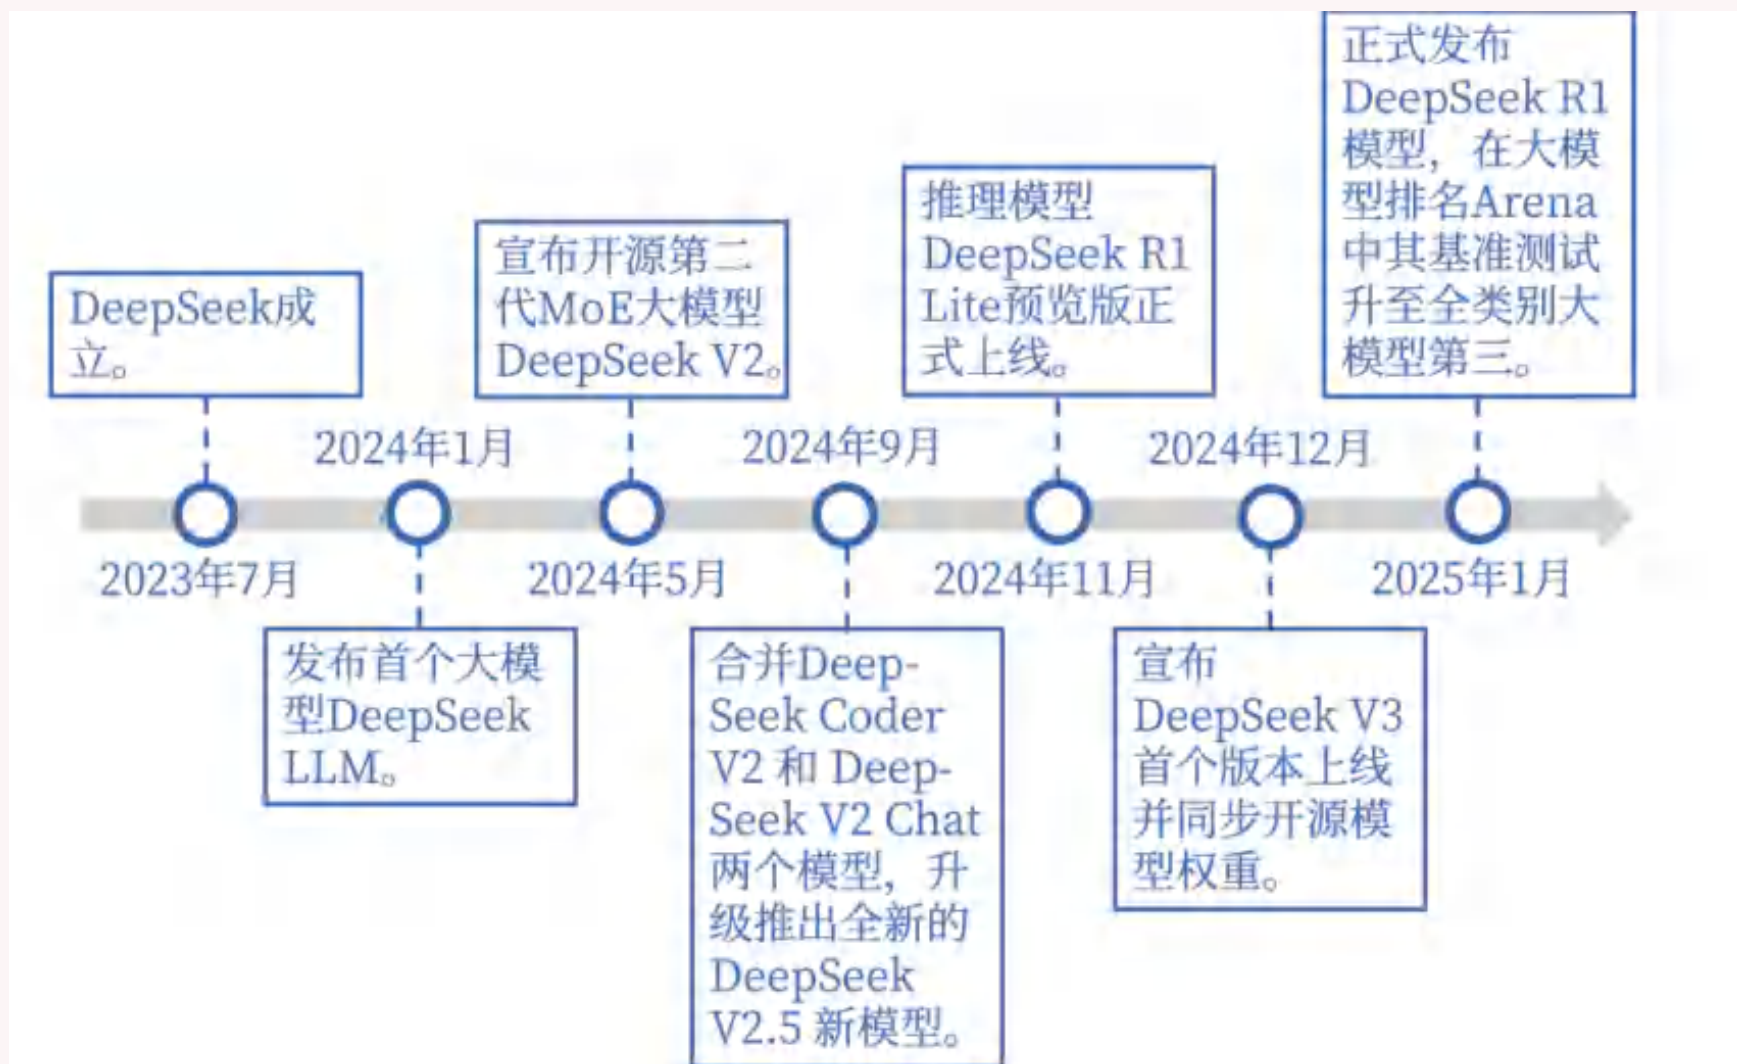 DeepSeek成
立。
2023年7月
2024年1月
发布首个大模
型DeepSeek
LLM。
宣布开源第二
代MoE大模型
DeepSeek V2。
2024年5月
2024年9月
合并Deep-
Seek Coder
V2 和 Deep-
Seek V2 Chat
两个模型，升
级推出全新的
DeepSeek
V2.5 新模型。
推理模型
DeepSeek R1
Lite预览版正
式上线。
2024年11月
2024年12月
宣布
DeepSeek V3
首个版本上线
并同步开源模
型权重。
正式发布
DeepSeek R1
模型，在大模
型排名Arena
中其基准测试
升至全类别大
模型第三。
2025年1月